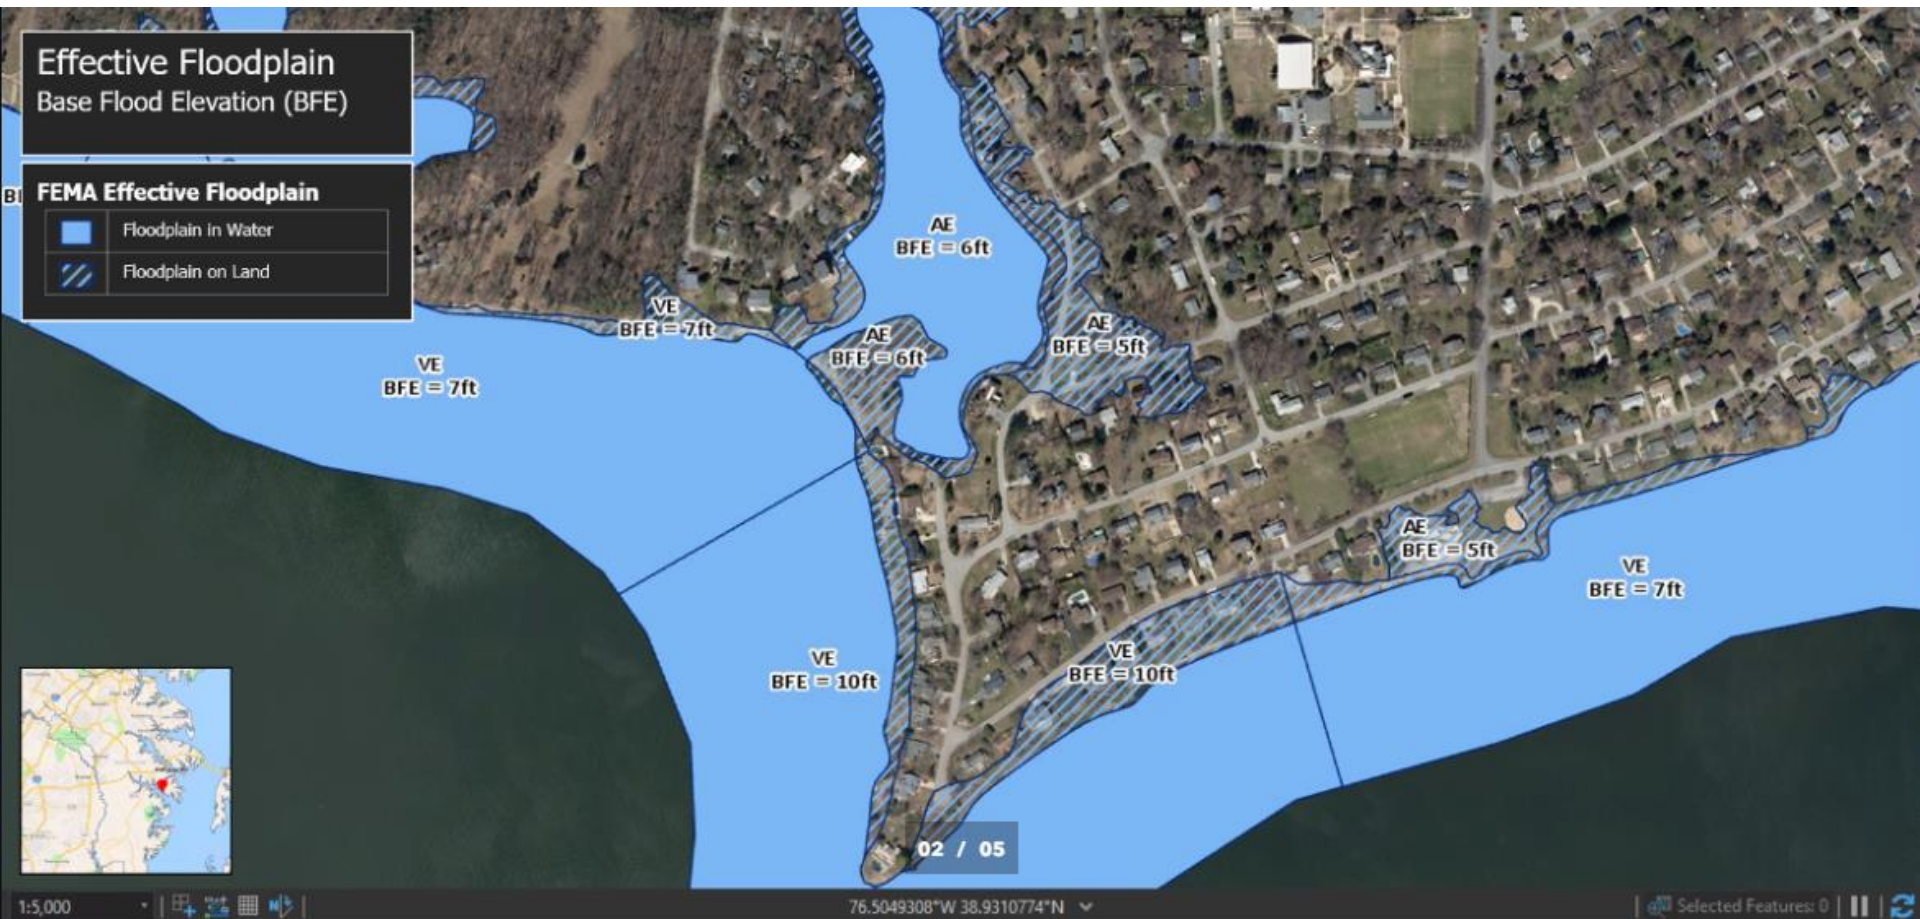 Effective Floodplain
Base Flood Elevation (BFE)
FEMA Effective Floodplain
Floodplain in Water
Floodplain on Land
AE
BFE = 6ft
VE
BFE = 7ft
AE
BFE = 6ft
AE
BFE = 5ft
VE
BFE = 7ft
AE
BFE = 5ft
VE
BFE = 7ft
VE
BFE = 10ft
VE
BFE = 10ft
02 / 05
1:5,000
76.5049308°W 38.9310774°N
Selected Features: 0